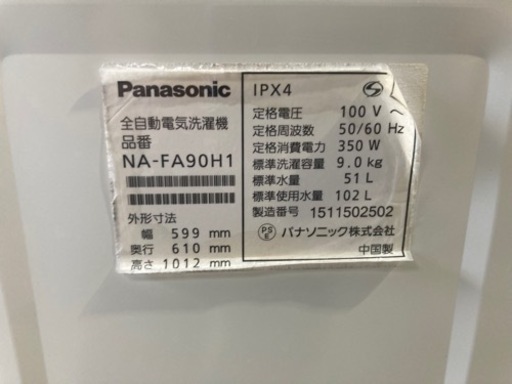 Panasonic
全自動電気洗濯機
品番
NA-FA90H1
外形寸法
幅 599 mm
奥行 610 mm
高さ 1012 mm
IPX4
定格電圧 100 V ~
定格周波数 50/60 Hz
定格消費電力 350 W
標準洗濯容量 9.0 kg
標準水量 51 L
標準使用水量 102 L
製造番号 1511502502
PS E パナソニック株式会社
中国製